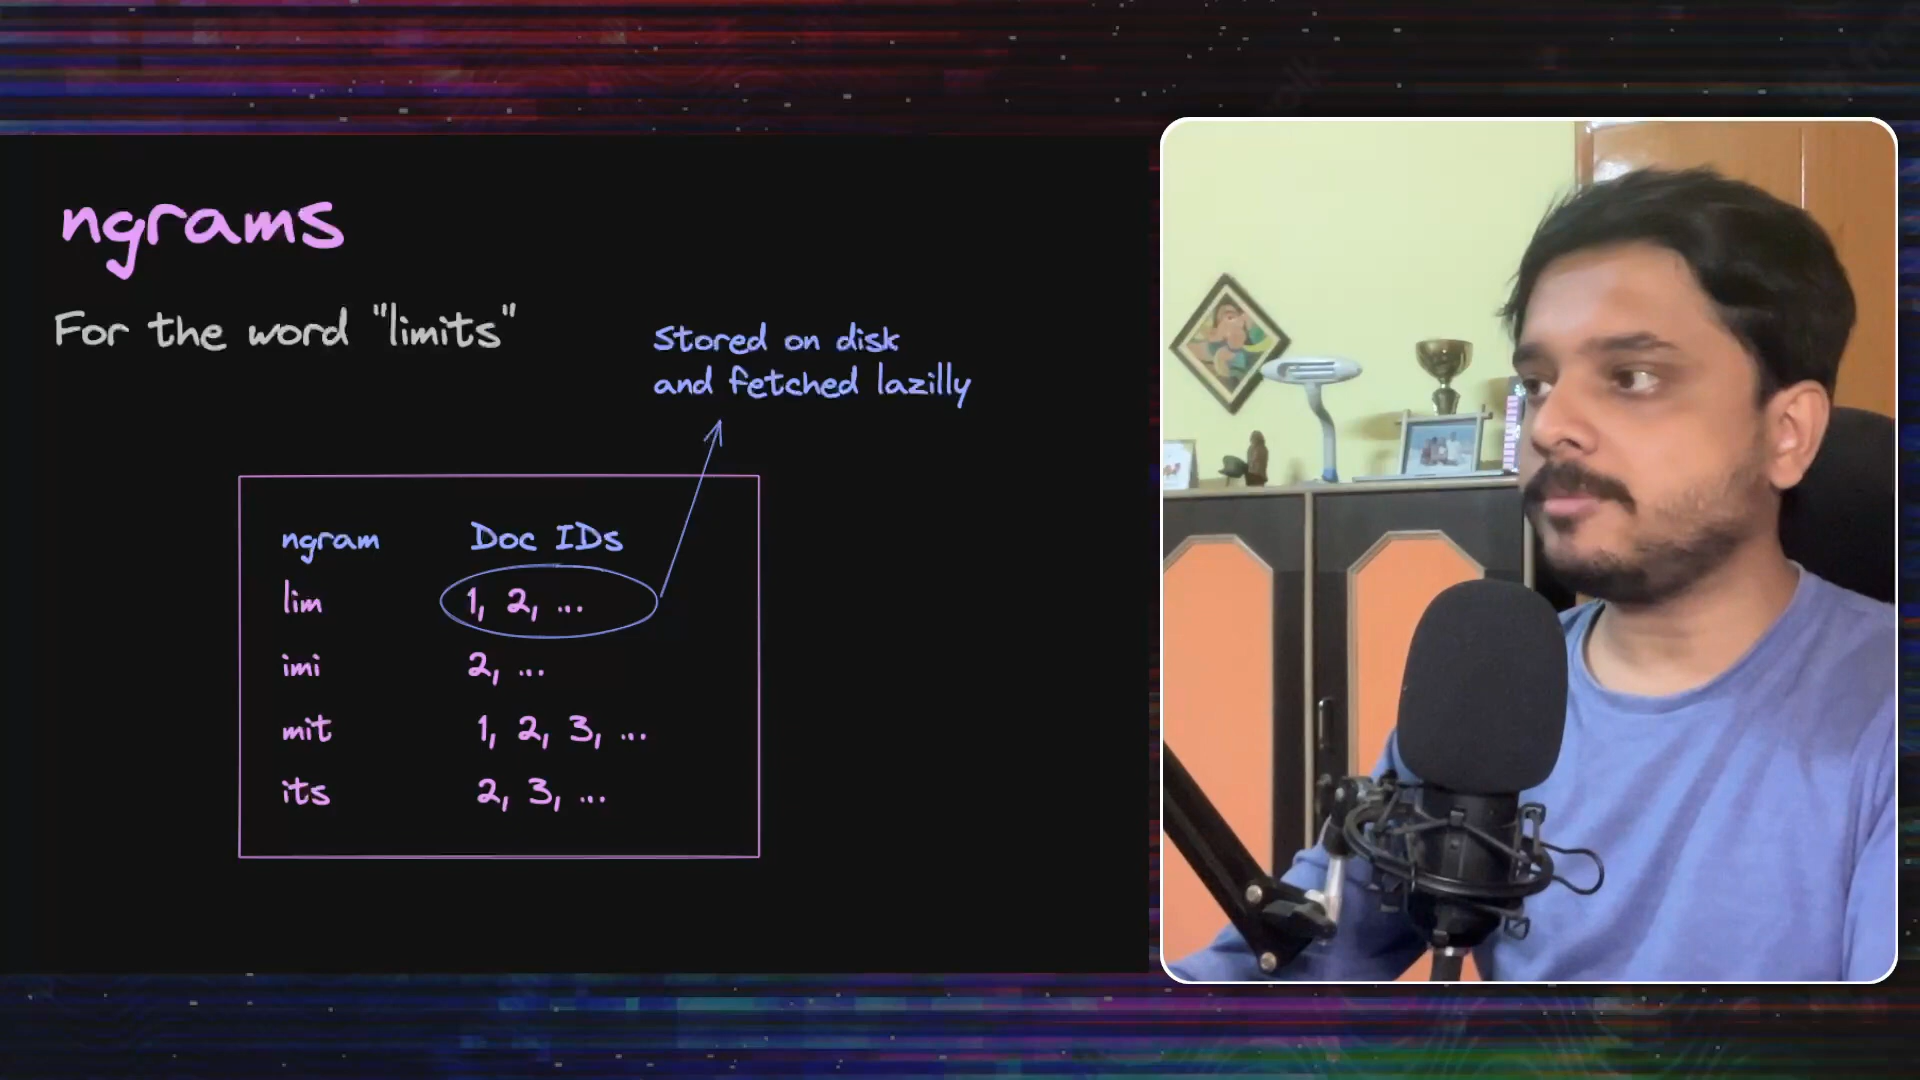 ngrams
For the word "limits"
Stored on disk
and fetched lazilly
ngram Doc IDs
lim 1, 2, ...
imi 2, ...
mit 1, 2, 3, ...
its 2, 3, ...